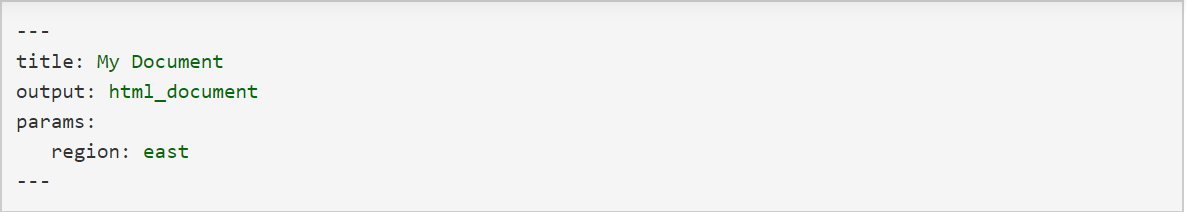 ---
title: My Document
output: html_document
params:
   region: east
---